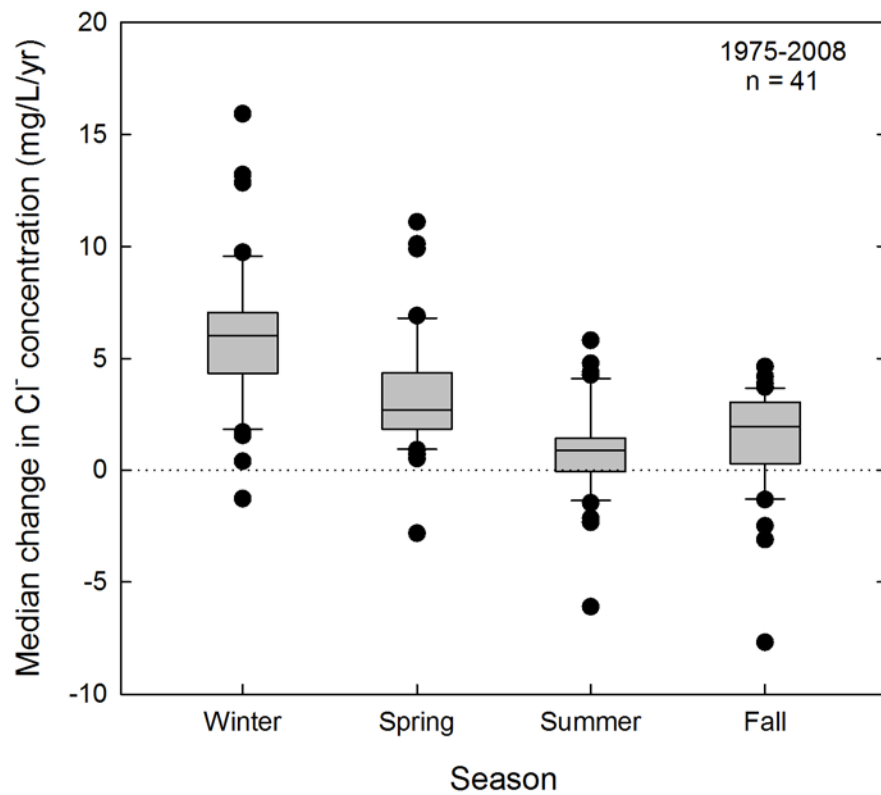 Median change in Cl⁻ concentration (mg/L/yr)
20
15
10
5
0
-5
-10
1975-2008
n = 41
Winter
Spring
Summer
Fall
Season